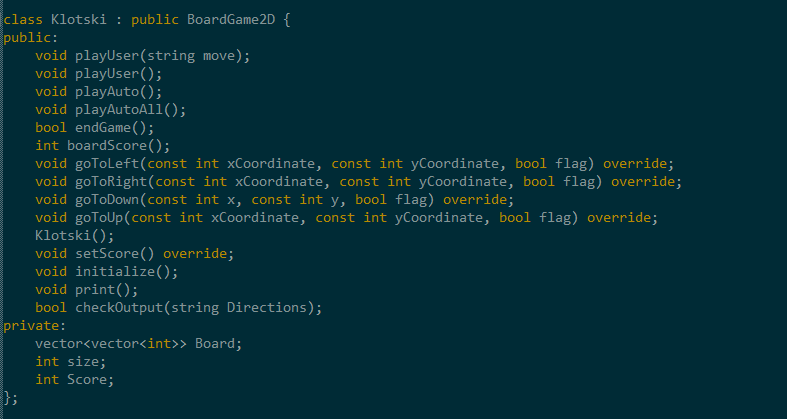 class Klotski : public BoardGame2D {
public:
    void playUser(string move);
    void playUser();
    void playAuto();
    void playAutoAll();
    bool endGame();
    int boardScore();
    void goToLeft(const int xCoordinate, const int yCoordinate, bool flag) override;
    void goToRight(const int xCoordinate, const int yCoordinate, bool flag) override;
    void goToDown(const int x, const int y, bool flag) override;
    void goToUp(const int xCoordinate, const int yCoordinate, bool flag) override;
    Klotski();
    void setScore() override;
    void initialize();
    void print();
    bool checkOutput(string Directions);
private:
    vector<vector<int>> Board;
    int size;
    int Score;
};